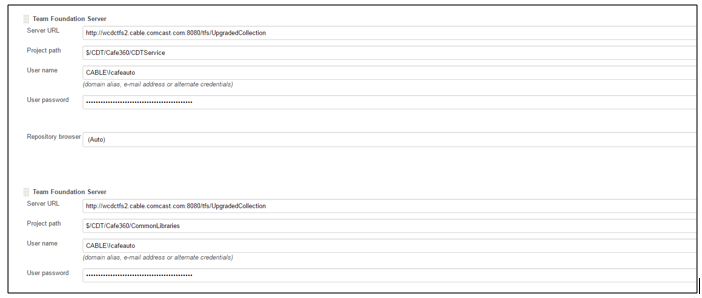 Team Foundation Server
Server URL http://wcdctfs2.cable.comcast.com:8080/tfs/UpgradedCollection
Project path $/CDT/Cafe360/CDTService
User name CABLE\!cafeauto
(domain alias, e-mail address or alternate credentials)
User password ••••••••••••••••••••••••••••••••••••••••••••
Repository browser (Auto)
Team Foundation Server
Server URL http://wcdctfs2.cable.comcast.com:8080/tfs/UpgradedCollection
Project path $/CDT/Cafe360/CommonLibraries
User name CABLE\!cafeauto
(domain alias, e-mail address or alternate credentials)
User password ••••••••••••••••••••••••••••••••••••••••••••